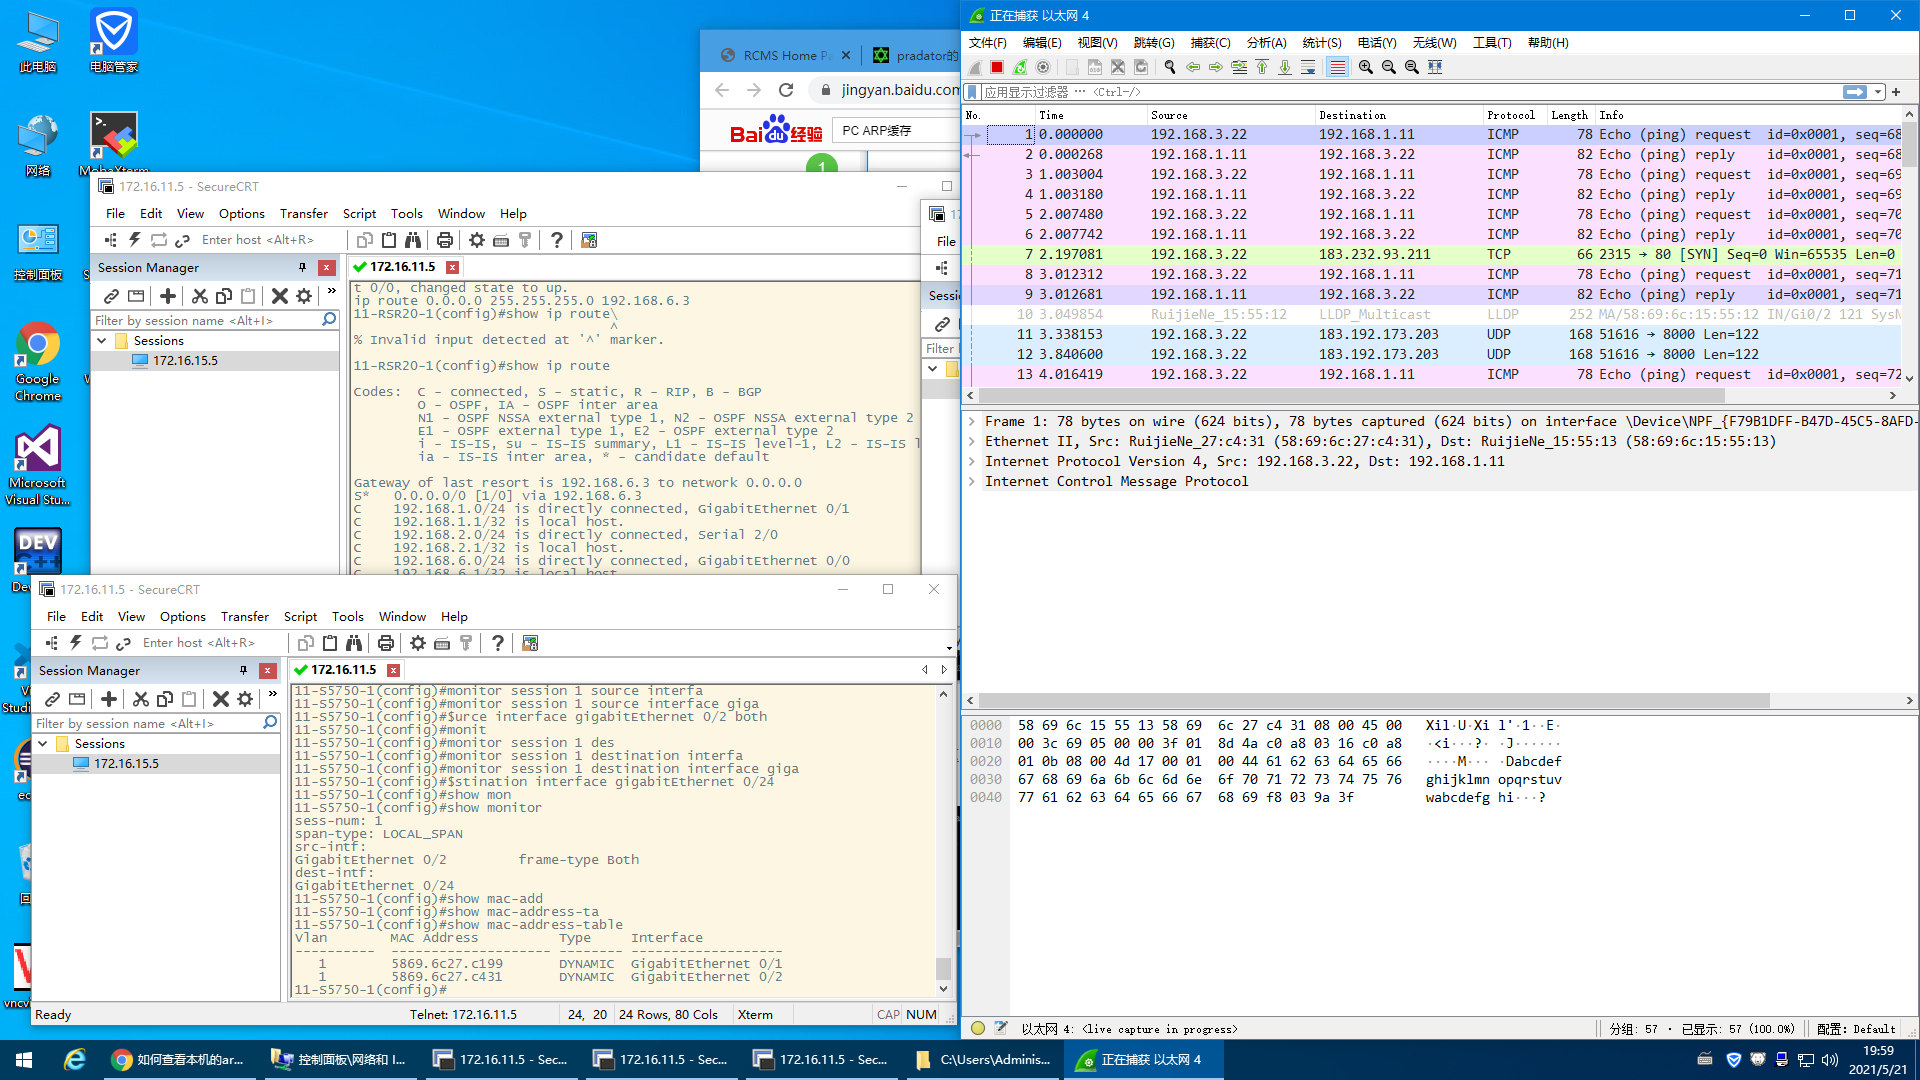 此电脑
电脑管家
网络
MobaXterm
控制面板
Google
Chrome
Microsoft
Visual Stu...
RCMS Home Pa
pradator的
jingyan.baidu.com
Bai du 经验
PC ARP缓存
1
172.16.11.5 - SecureCRT
File Edit View Options Transfer Script Tools Window Help
Enter host <Alt+R>
Session Manager
172.16.11.5
Filter by session name <Alt+I>
Sessions
172.16.15.5
t 0/0, changed state to up.
ip route 0.0.0.0 255.255.255.0 192.168.6.3
11-RSR20-1(config)#show ip route\
^
% Invalid input detected at '^' marker.
11-RSR20-1(config)#show ip route
Codes:  C - connected, S - static, R - RIP, B - BGP
O - OSPF, IA - OSPF inter area
N1 - OSPF NSSA external type 1, N2 - OSPF NSSA external type 2
E1 - OSPF external type 1, E2 - OSPF external type 2
i - IS-IS, su - IS-IS summary, L1 - IS-IS level-1, L2 - IS-IS l
ia - IS-IS inter area, * - candidate default
Gateway of last resort is 192.168.6.3 to network 0.0.0.0
S*   0.0.0.0/0 [1/0] via 192.168.6.3
C    192.168.1.0/24 is directly connected, GigabitEthernet 0/1
C    192.168.1.1/32 is local host.
C    192.168.2.0/24 is directly connected, Serial 2/0
C    192.168.2.1/32 is local host.
C    192.168.6.0/24 is directly connected, GigabitEthernet 0/0
C    192.168.6.1/32 is local host.
File
Sessi
Filter
172.16.11.5 - SecureCRT
File Edit View Options Transfer Script Tools Window Help
Enter host <Alt+R>
Session Manager
172.16.11.5
Filter by session name <Alt+I>
Sessions
172.16.15.5
11-S5750-1(config)#monitor session 1 source interfa
11-S5750-1(config)#monitor session 1 source interface giga
11-S5750-1(config)#$urce interface gigabitEthernet 0/2 both
11-S5750-1(config)#monit
11-S5750-1(config)#monitor session 1 des
11-S5750-1(config)#monitor session 1 destination interfa
11-S5750-1(config)#monitor session 1 destination interface giga
11-S5750-1(config)#$stination interface gigabitEthernet 0/24
11-S5750-1(config)#show mon
11-S5750-1(config)#show monitor
sess-num: 1
span-type: LOCAL_SPAN
src-intf:
GigabitEthernet 0/2         frame-type Both
dest-intf:
GigabitEthernet 0/24
11-S5750-1(config)#show mac-add
11-S5750-1(config)#show mac-address-ta
11-S5750-1(config)#show mac-address-table
Vlan        MAC Address          Type     Interface
----------  -------------------- -------- -------------------
1        5869.6c27.c199       DYNAMIC  GigabitEthernet 0/1
1        5869.6c27.c431       DYNAMIC  GigabitEthernet 0/2
11-S5750-1(config)#
Ready Telnet: 172.16.11.5 24, 20 24 Rows, 80 Cols Xterm CAP NUM
正在捕获 以太网 4
文件(F) 编辑(E) 视图(V) 跳转(G) 捕获(C) 分析(A) 统计(S) 电话(Y) 无线(W) 工具(T) 帮助(H)
应用显示过滤器 … <Ctrl-/>
No. Time Source Destination Protocol Length Info
1 0.000000 192.168.3.22 192.168.1.11 ICMP 78 Echo (ping) request  id=0x0001, seq=68
2 0.000268 192.168.1.11 192.168.3.22 ICMP 82 Echo (ping) reply    id=0x0001, seq=68
3 1.003004 192.168.3.22 192.168.1.11 ICMP 78 Echo (ping) request  id=0x0001, seq=69
4 1.003180 192.168.1.11 192.168.3.22 ICMP 82 Echo (ping) reply    id=0x0001, seq=69
5 2.007480 192.168.3.22 192.168.1.11 ICMP 78 Echo (ping) request  id=0x0001, seq=70
6 2.007742 192.168.1.11 192.168.3.22 ICMP 82 Echo (ping) reply    id=0x0001, seq=70
7 2.197081 192.168.3.22 183.232.93.211 TCP 66 2315 → 80 [SYN] Seq=0 Win=65535 Len=0
8 3.012312 192.168.3.22 192.168.1.11 ICMP 78 Echo (ping) request  id=0x0001, seq=71
9 3.012681 192.168.1.11 192.168.3.22 ICMP 82 Echo (ping) reply    id=0x0001, seq=71
10 3.049854 RuijieNe_15:55:12 LLDP_Multicast LLDP 252 MA/58:69:6c:15:55:12 IN/Gi0/2 121 SysN
11 3.338153 192.168.3.22 183.192.173.203 UDP 168 51616 → 8000 Len=122
12 3.840600 192.168.3.22 183.192.173.203 UDP 168 51616 → 8000 Len=122
13 4.016419 192.168.3.22 192.168.1.11 ICMP 78 Echo (ping) request  id=0x0001, seq=72
Frame 1: 78 bytes on wire (624 bits), 78 bytes captured (624 bits) on interface \Device\NPF_{F79B1DFF-B47D-45C5-8AFD-
Ethernet II, Src: RuijieNe_27:c4:31 (58:69:6c:27:c4:31), Dst: RuijieNe_15:55:13 (58:69:6c:15:55:13)
Internet Protocol Version 4, Src: 192.168.3.22, Dst: 192.168.1.11
Internet Control Message Protocol
0000 58 69 6c 15 55 13 58 69 6c 27 c4 31 08 00 45 00 Xil·U·Xi l'·1··E·
0010 00 3c 69 05 00 00 3f 01 8d 4a c0 a8 03 16 c0 a8 ·<i···?· ·J······
0020 01 0b 08 00 4d 17 00 01 00 44 61 62 63 64 65 66 ····M··· ·Dabcdef
0030 67 68 69 6a 6b 6c 6d 6e 6f 70 71 72 73 74 75 76 ghijklmn opqrstuv
0040 77 61 62 63 64 65 66 67 68 69 f8 03 9a 3f wabcdefg hi···?
以太网 4: <live capture in progress> 分组: 57 · 已显示: 57 (100.0%) 配置: Default
如何查看本机的ar...
控制面板\网络和 I...
172.16.11.5 - Sec...
172.16.11.5 - Sec...
172.16.11.5 - Sec...
C:\Users\Adminis...
正在捕获 以太网 4
19:59
2021/5/21